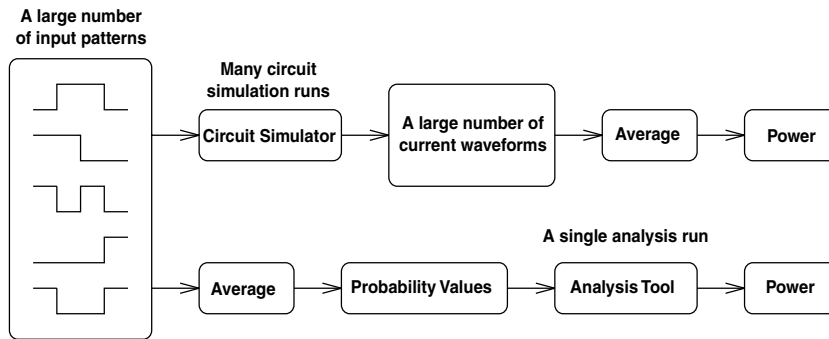 A large number
of input patterns
Many circuit
simulation runs
Circuit Simulator
A large number of
current waveforms
Average
Power
A single analysis run
Average
Probability Values
Analysis Tool
Power